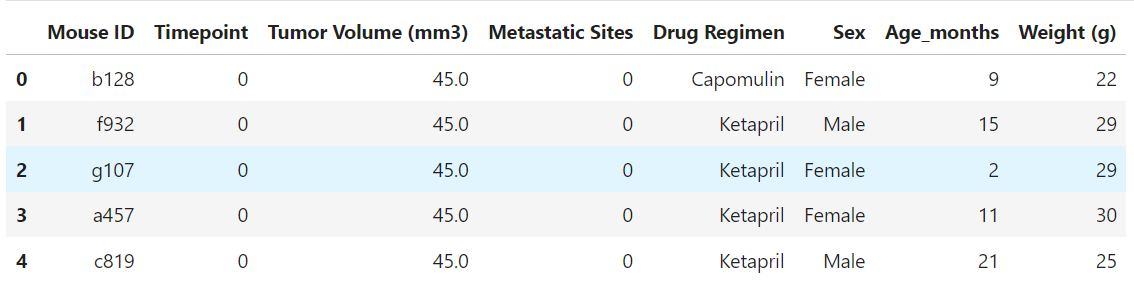 Mouse ID Timepoint Tumor Volume (mm3) Metastatic Sites Drug Regimen Sex Age_months Weight (g)
0 b128 0 45.0 0 Capomulin Female 9 22
1 f932 0 45.0 0 Ketapril Male 15 29
2 g107 0 45.0 0 Ketapril Female 2 29
3 a457 0 45.0 0 Ketapril Female 11 30
4 c819 0 45.0 0 Ketapril Male 21 25